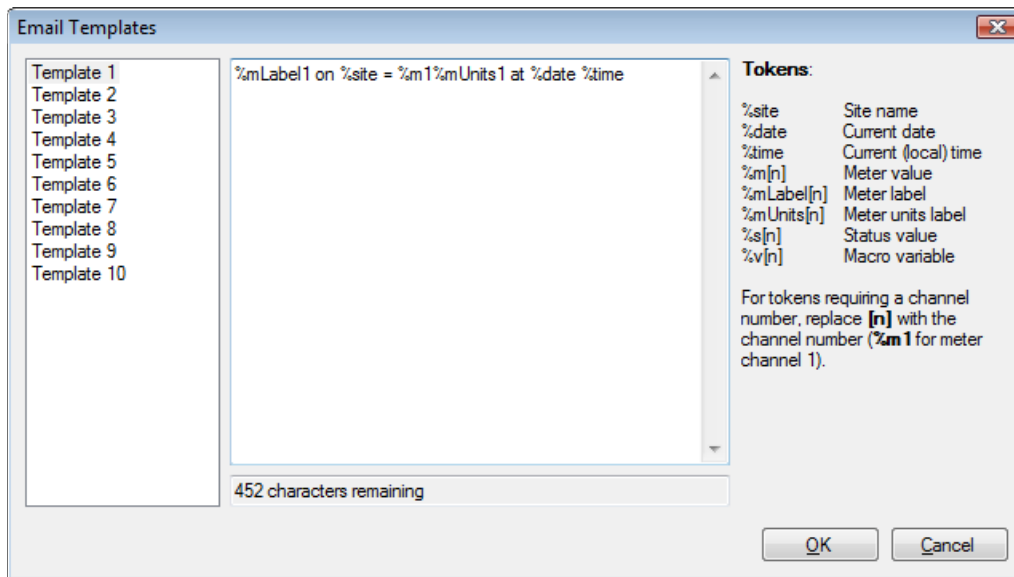 Email Templates
Template 1
Template 2
Template 3
Template 4
Template 5
Template 6
Template 7
Template 8
Template 9
Template 10
%mLabel1 on %site = %m1%mUnits1 at %date %time
452 characters remaining
Tokens:
%site Site name
%date Current date
%time Current (local) time
%m[n] Meter value
%mLabel[n] Meter label
%mUnits[n] Meter units label
%s[n] Status value
%v[n] Macro variable
For tokens requiring a channel
number, replace [n] with the
channel number (%m1 for meter
channel 1).
OK
Cancel